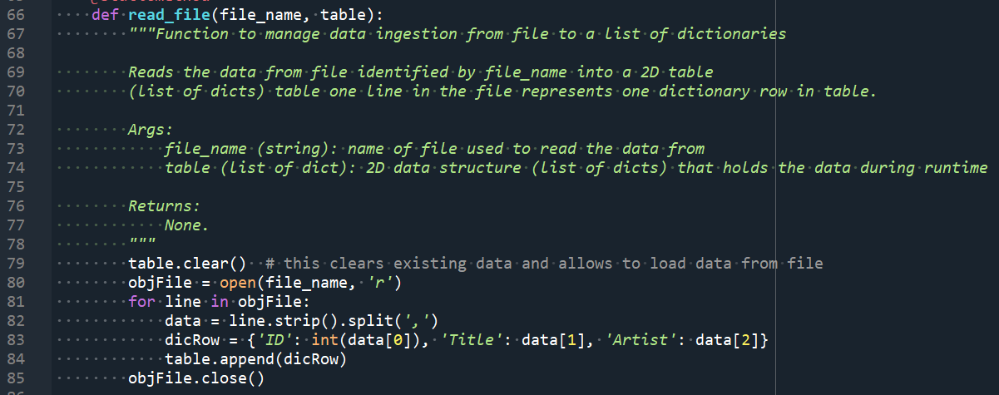 66     def read_file(file_name, table):
67         """Function to manage data ingestion from file to a list of dictionaries
68
69         Reads the data from file identified by file_name into a 2D table
70         (list of dicts) table one line in the file represents one dictionary row in table.
71
72         Args:
73             file_name (string): name of file used to read the data from
74             table (list of dict): 2D data structure (list of dicts) that holds the data during runtime
75
76         Returns:
77             None.
78         """
79         table.clear()  # this clears existing data and allows to load data from file
80         objFile = open(file_name, 'r')
81         for line in objFile:
82             data = line.strip().split(',')
83             dicRow = {'ID': int(data[0]), 'Title': data[1], 'Artist': data[2]}
84             table.append(dicRow)
85         objFile.close()